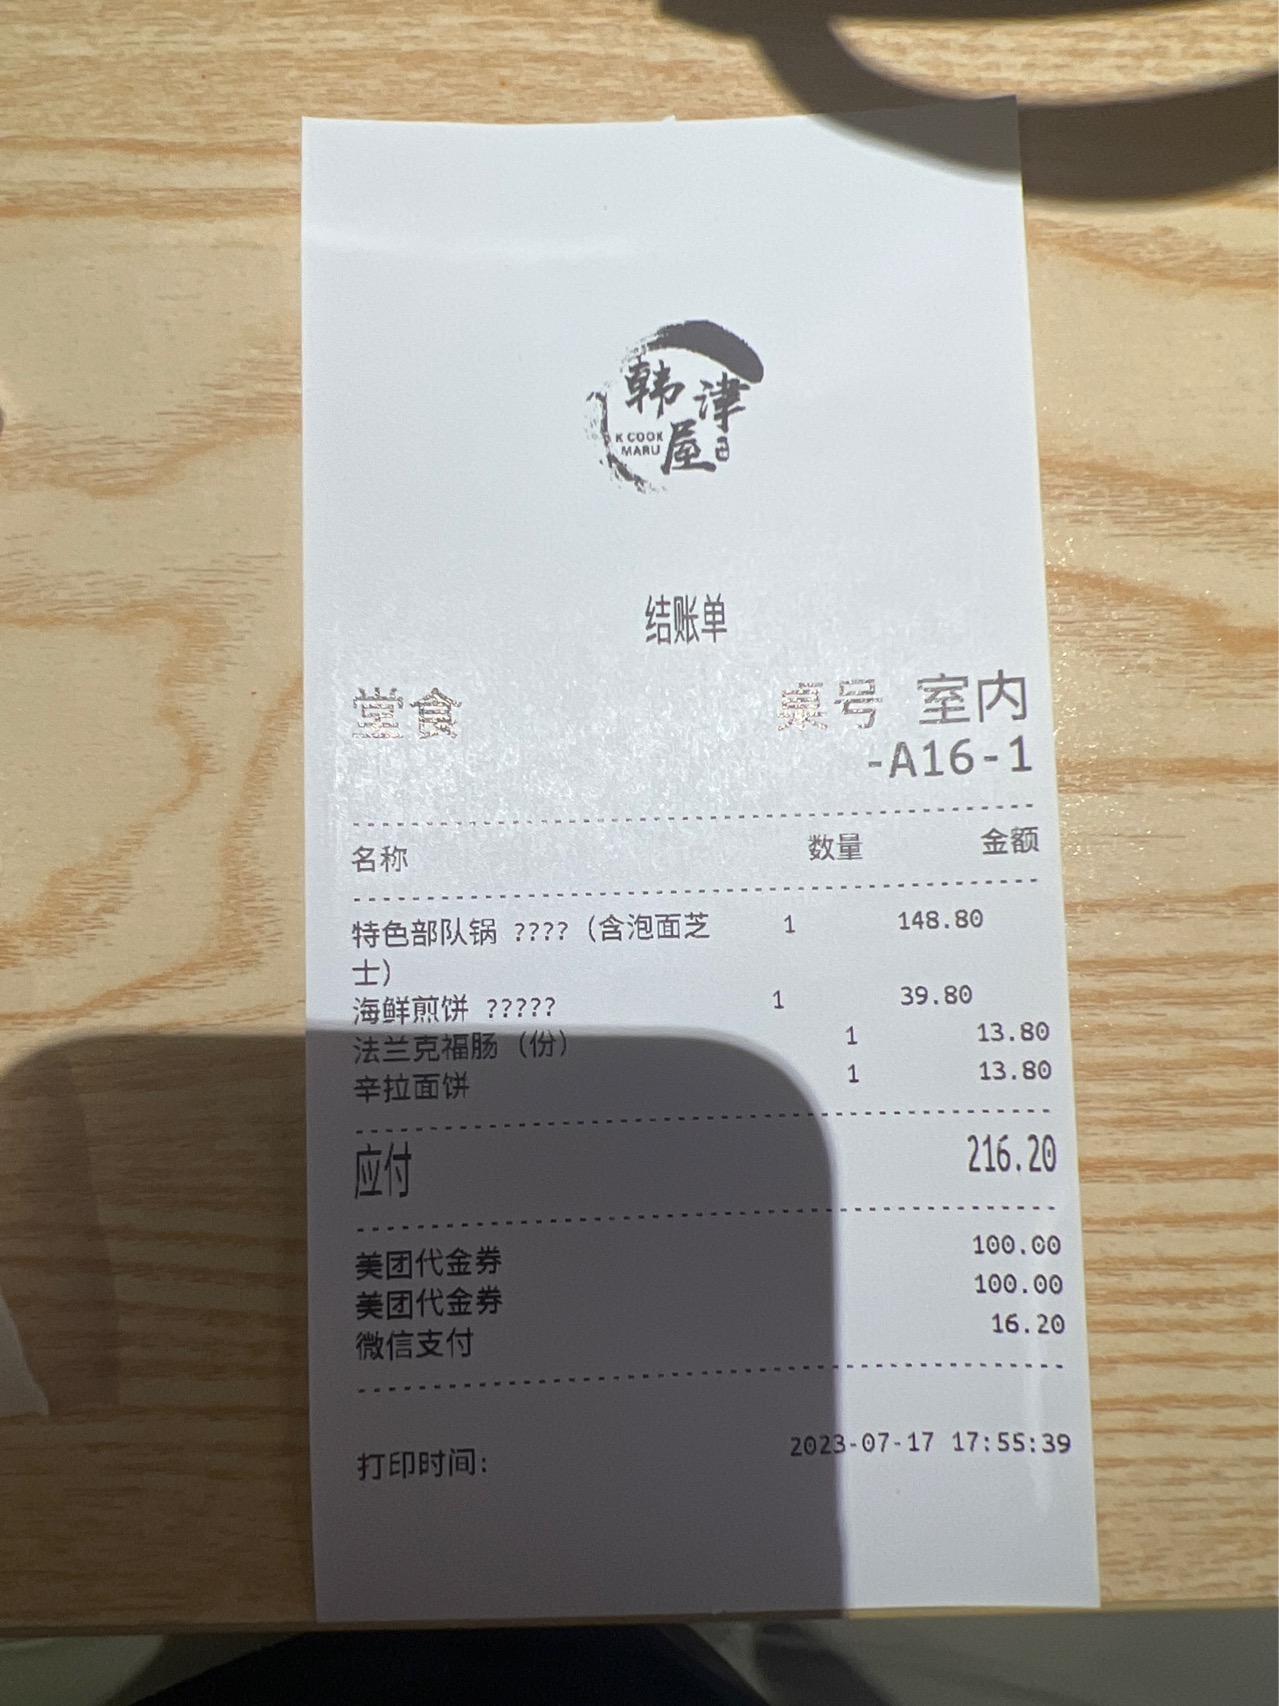 韩津屋
K COOK
MARU
结账单
堂食 桌号 室内
-A16-1
名称 数量 金额
特色部队锅 ????（含泡面芝 1 148.80
士）
海鲜煎饼 ????? 1 39.80
法兰克福肠（份） 1 13.80
辛拉面饼 1 13.80
应付 216.20
美团代金券 100.00
美团代金券 100.00
微信支付 16.20
打印时间: 2023-07-17 17:55:39